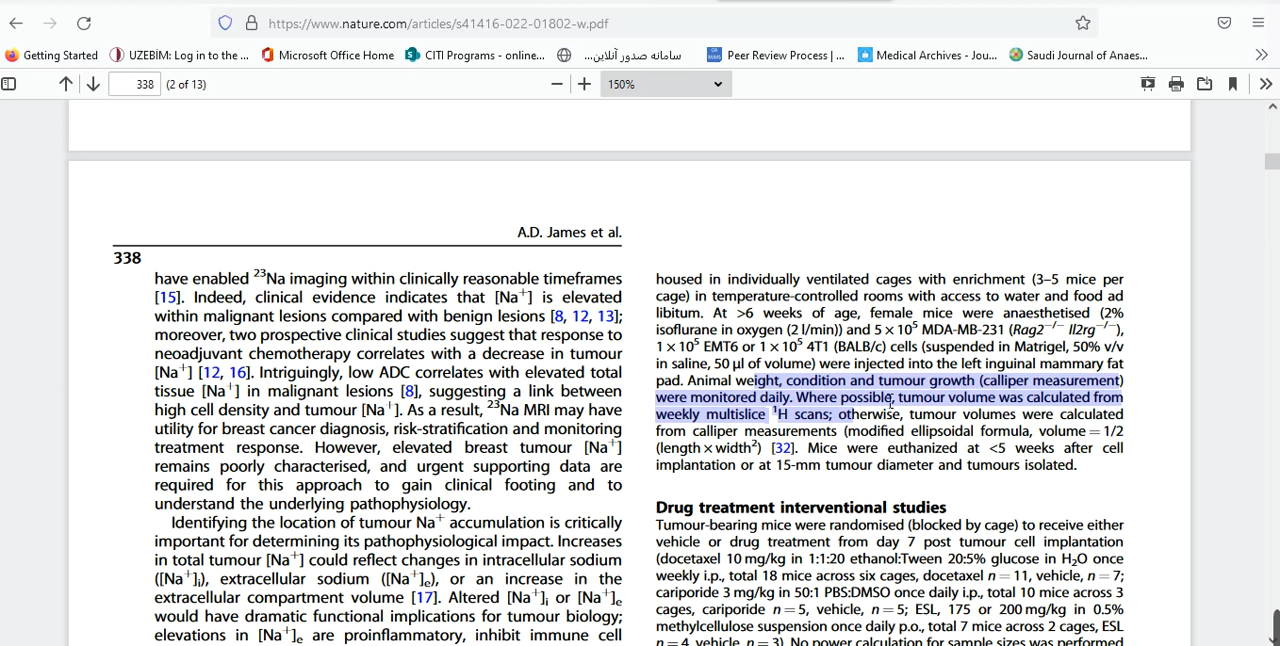 https://www.nature.com/articles/s41416-022-01802-w.pdf
Getting Started UZEBİM: Log in to the ... Microsoft Office Home CITI Programs - online... سامانه صدور آنلاین... Peer Review Process | ... Medical Archives - Jou... Saudi Journal of Anaes...
338 (2 of 13) 150%
A.D. James et al.
338
have enabled ²³Na imaging within clinically reasonable timeframes
[15]. Indeed, clinical evidence indicates that [Na⁺] is elevated
within malignant lesions compared with benign lesions [8, 12, 13];
moreover, two prospective clinical studies suggest that response to
neoadjuvant chemotherapy correlates with a decrease in tumour
[Na⁺] [12, 16]. Intriguingly, low ADC correlates with elevated total
tissue [Na⁺] in malignant lesions [8], suggesting a link between
high cell density and tumour [Na⁺]. As a result, ²³Na MRI may have
utility for breast cancer diagnosis, risk-stratification and monitoring
treatment response. However, elevated breast tumour [Na⁺]
remains poorly characterised, and urgent supporting data are
required for this approach to gain clinical footing and to
understand the underlying pathophysiology.
Identifying the location of tumour Na⁺ accumulation is critically
important for determining its pathophysiological impact. Increases
in total tumour [Na⁺] could reflect changes in intracellular sodium
([Na⁺]ᵢ), extracellular sodium ([Na⁺]ₑ), or an increase in the
extracellular compartment volume [17]. Altered [Na⁺]ᵢ or [Na⁺]ₑ
would have dramatic functional implications for tumour biology;
elevations in [Na⁺]ₑ are proinflammatory, inhibit immune cell
housed in individually ventilated cages with enrichment (3–5 mice per
cage) in temperature-controlled rooms with access to water and food ad
libitum. At >6 weeks of age, female mice were anaesthetised (2%
isoflurane in oxygen (2 l/min)) and 5 × 10⁵ MDA-MB-231 (Rag2⁻/⁻ Il2rg⁻/⁻),
1 × 10⁵ EMT6 or 1 × 10⁵ 4T1 (BALB/c) cells (suspended in Matrigel, 50% v/v
in saline, 50 µl of volume) were injected into the left inguinal mammary fat
pad. Animal weight, condition and tumour growth (calliper measurement)
were monitored daily. Where possible, tumour volume was calculated from
weekly multislice ¹H scans; otherwise, tumour volumes were calculated
from calliper measurements (modified ellipsoidal formula, volume = 1/2
(length × width²) [32]. Mice were euthanized at <5 weeks after cell
implantation or at 15-mm tumour diameter and tumours isolated.
Drug treatment interventional studies
Tumour-bearing mice were randomised (blocked by cage) to receive either
vehicle or drug treatment from day 7 post tumour cell implantation
(docetaxel 10 mg/kg in 1:1:20 ethanol:Tween 20:5% glucose in H₂O once
weekly i.p., total 18 mice across six cages, docetaxel n = 11, vehicle, n = 7;
cariporide 3 mg/kg in 50:1 PBS:DMSO once daily i.p., total 10 mice across 3
cages, cariporide n = 5, vehicle, n = 5; ESL, 175 or 200 mg/kg in 0.5%
methylcellulose suspension once daily p.o., total 7 mice across 2 cages, ESL
n = 4, vehicle, n = 3). No power calculation for sample sizes was performed